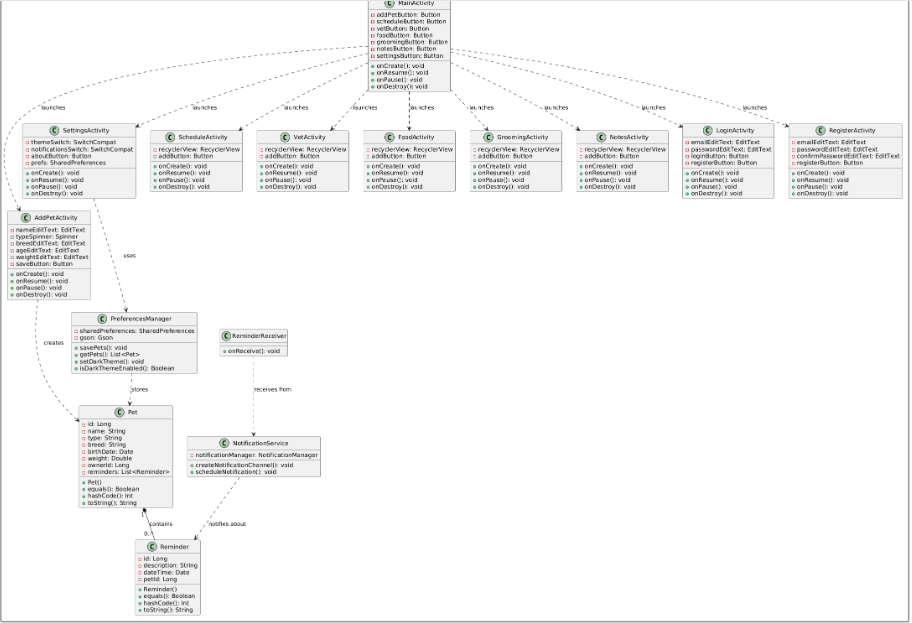 MainActivity
addPetButton: Button
scheduleButton: Button
vetButton: Button
foodButton: Button
groomingButton: Button
notesButton: Button
settingsButton: Button
onCreate(): void
onResume(): void
onPause(): void
onDestroy(): void
launches
launches
launches
launches
launches
launches
launches
launches
launches
C SettingsActivity
themeSwitch: SwitchCompat
notificationsSwitch: SwitchCompat
aboutButton: Button
prefs: SharedPreferences
onCreate(): void
onResume(): void
onPause(): void
onDestroy(): void
C ScheduleActivity
recyclerView: RecyclerView
addButton: Button
onCreate(): void
onResume(): void
onPause(): void
onDestroy(): void
C VetActivity
recyclerView: RecyclerView
addButton: Button
onCreate(): void
onResume(): void
onPause(): void
onDestroy(): void
C FoodActivity
recyclerView: RecyclerView
addButton: Button
onCreate(): void
onResume(): void
onPause(): void
onDestroy(): void
C GroomingActivity
recyclerView: RecyclerView
addButton: Button
onCreate(): void
onResume(): void
onPause(): void
onDestroy(): void
C NotesActivity
recyclerView: RecyclerView
addButton: Button
onCreate(): void
onResume(): void
onPause(): void
onDestroy(): void
C LoginActivity
emailEditText: EditText
passwordEditText: EditText
loginButton: Button
registerButton: Button
onCreate(): void
onResume(): void
onPause(): void
onDestroy(): void
C RegisterActivity
emailEditText: EditText
passwordEditText: EditText
confirmPasswordEditText: EditText
registerButton: Button
onCreate(): void
onResume(): void
onPause(): void
onDestroy(): void
C AddPetActivity
nameEditText: EditText
typeSpinner: Spinner
breedEditText: EditText
ageEditText: EditText
weightEditText: EditText
saveButton: Button
onCreate(): void
onResume(): void
onPause(): void
onDestroy(): void
uses
creates
C PreferencesManager
sharedPreferences: SharedPreferences
gson: Gson
savePets(): void
getPets(): List<Pet>
setDarkTheme(): void
isDarkThemeEnabled(): Boolean
C ReminderReceiver
onReceive(): void
stores
receives from
C Pet
id: Long
name: String
type: String
breed: String
birthDate: Date
weight: Double
ownerId: Long
reminders: List<Reminder>
Pet()
equals(): Boolean
hashCode(): Int
toString(): String
C NotificationService
notificationManager: NotificationManager
createNotificationChannel(): void
scheduleNotification(): void
1
contains
0..*
notifies about
C Reminder
id: Long
description: String
dateTime: Date
petId: Long
Reminder()
equals(): Boolean
hashCode(): Int
toString(): String